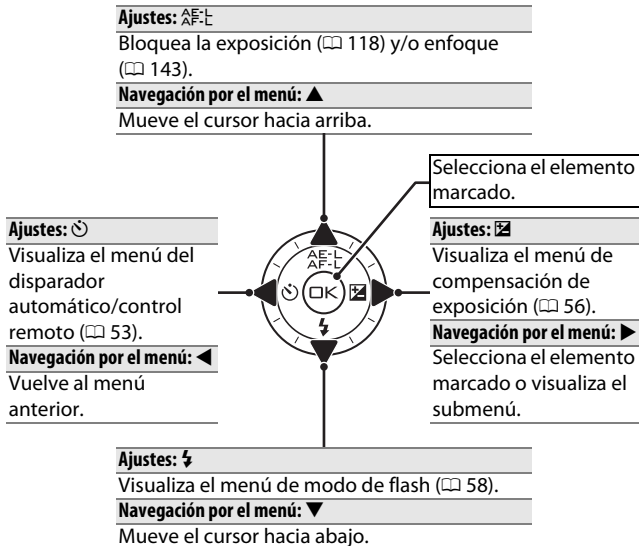 Ajustes: AE-L AF-L
Bloquea la exposición (📖 118) y/o enfoque
(📖 143).
Navegación por el menú: ▲
Mueve el cursor hacia arriba.
Selecciona el elemento
marcado.
Ajustes:
Visualiza el menú del
disparador
automático/control
remoto (📖 53).
Navegación por el menú: ◀
Vuelve al menú
anterior.
AE-L
AF-L
OK
Ajustes:
Visualiza el menú de
compensación de
exposición (📖 56).
Navegación por el menú: ▶
Selecciona el elemento
marcado o visualiza el
submenú.
Ajustes:
Visualiza el menú de modo de flash (📖 58).
Navegación por el menú: ▼
Mueve el cursor hacia abajo.